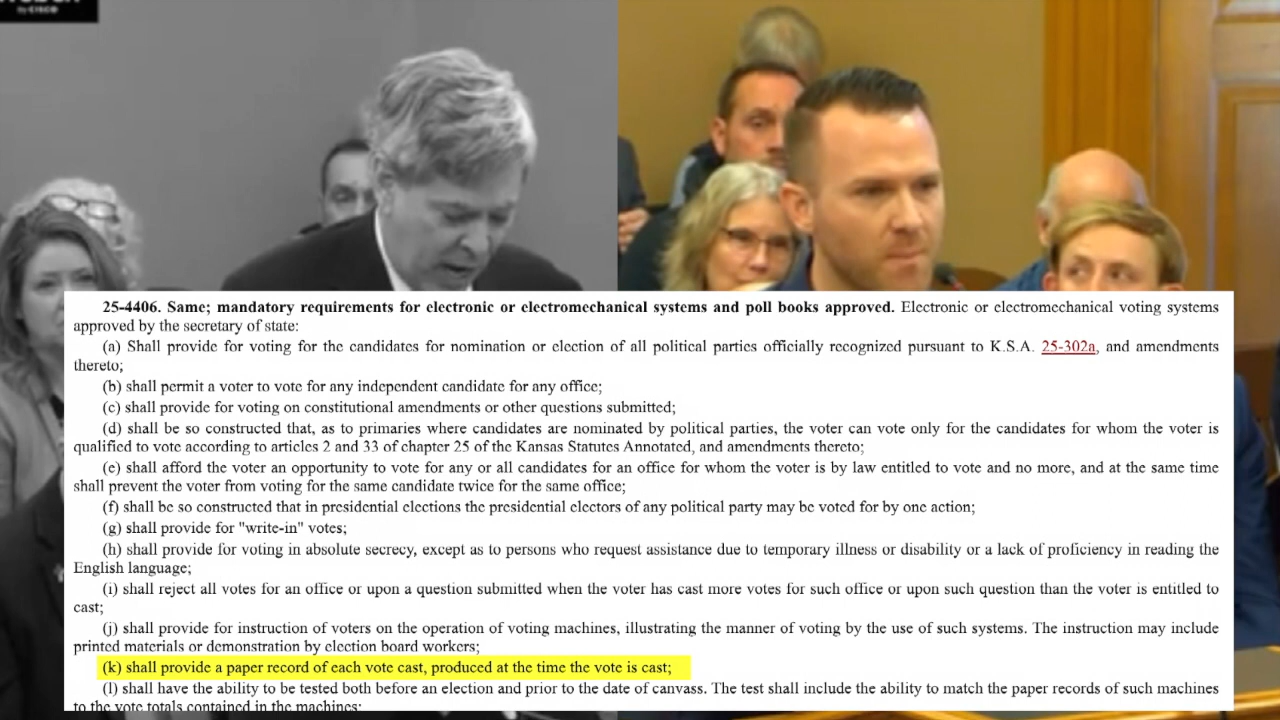 by CISCO
25-4406. Same; mandatory requirements for electronic or electromechanical systems and poll books approved. Electronic or electromechanical voting systems
approved by the secretary of state:
(a) Shall provide for voting for the candidates for nomination or election of all political parties officially recognized pursuant to K.S.A. 25-302a, and amendments
thereto;
(b) shall permit a voter to vote for any independent candidate for any office;
(c) shall provide for voting on constitutional amendments or other questions submitted;
(d) shall be so constructed that, as to primaries where candidates are nominated by political parties, the voter can vote only for the candidates for whom the voter is
qualified to vote according to articles 2 and 33 of chapter 25 of the Kansas Statutes Annotated, and amendments thereto;
(e) shall afford the voter an opportunity to vote for any or all candidates for an office for whom the voter is by law entitled to vote and no more, and at the same time
shall prevent the voter from voting for the same candidate twice for the same office;
(f) shall be so constructed that in presidential elections the presidential electors of any political party may be voted for by one action;
(g) shall provide for "write-in" votes;
(h) shall provide for voting in absolute secrecy, except as to persons who request assistance due to temporary illness or disability or a lack of proficiency in reading the
English language;
(i) shall reject all votes for an office or upon a question submitted when the voter has cast more votes for such office or upon such question than the voter is entitled to
cast;
(j) shall provide for instruction of voters on the operation of voting machines, illustrating the manner of voting by the use of such systems. The instruction may include
printed materials or demonstration by election board workers;
(k) shall provide a paper record of each vote cast, produced at the time the vote is cast;
(l) shall have the ability to be tested both before an election and prior to the date of canvass. The test shall include the ability to match the paper records of such machines
to the vote totals contained in the machines;